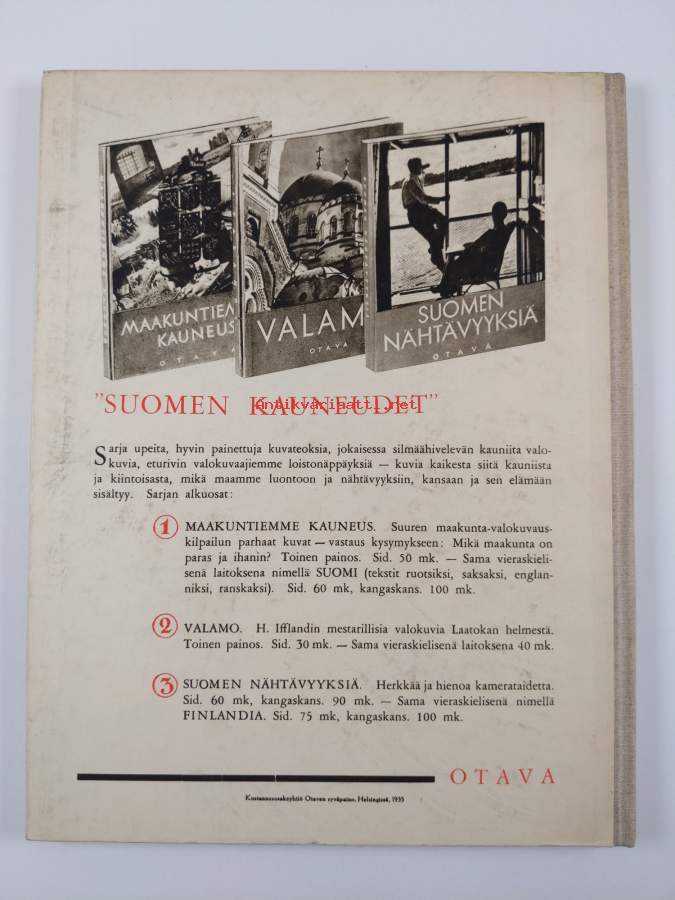 MAAKUNTIEM
KAUNEUS
OTAVA
VALAM
OTAVA
SUOMEN
NÄHTÄVYYKSIÄ
OTAVA
"SUOMEN KAUNEUDET"
antikvariaatt.net
Sarja upeita, hyvin painettuja kuvateoksia, jokaisessa silmäähivelevän kauniita valo-
kuvia, eturivin valokuvaajiemme loistonäppäyksiä — kuvia kaikesta siitä kauniista
ja kiintoisasta, mikä maamme luontoon ja nähtävyyksiin, kansaan ja sen elämään
sisältyy. Sarjan alkuosat:
1 MAAKUNTIEMME KAUNEUS. Suuren maakunta-valokuvaus-
kilpailun parhaat kuvat — vastaus kysymykseen: Mikä maakunta on
paras ja ihanin? Toinen painos. Sid. 50 mk. — Sama vieraskieli-
senä laitoksena nimellä SUOMI (tekstit ruotsiksi, saksaksi, englan-
niksi, ranskaksi). Sid. 60 mk, kangaskans. 100 mk.
2 VALAMO. H. Ifflandin mestarillisia valokuvia Laatokan helmestä.
Toinen painos. Sid. 30 mk. — Sama vieraskielisenä laitoksena 40 mk.
3 SUOMEN NÄHTÄVYYKSIÄ. Herkkää ja hienoa kamerataidetta.
Sid. 60 mk, kangaskans. 90 mk. — Sama vieraskielisenä nimellä
FINLANDIA. Sid. 75 mk, kangaskans. 100 mk.
OTAVA
Kustannusosakeyhtiö Otavan syväpaino, Helsingissä, 1935